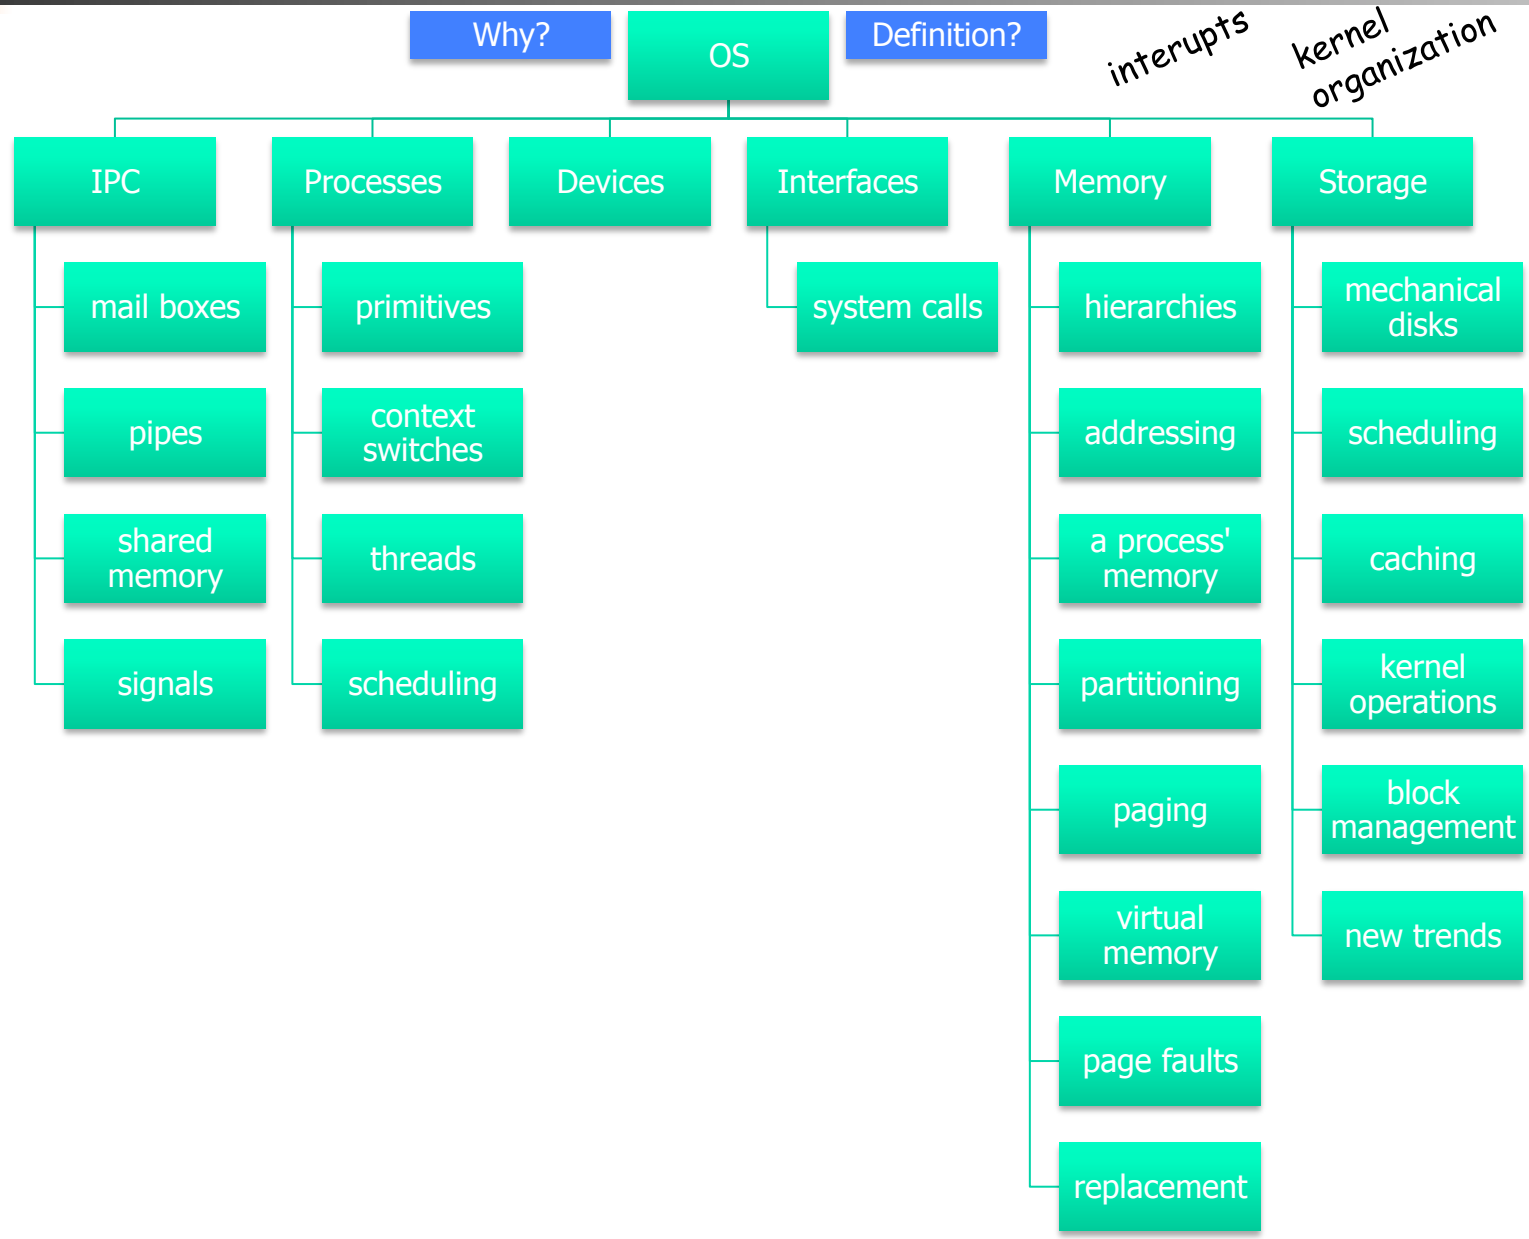 Why?
OS
Definition?
interupts
kernel
organization
IPC
Processes
Devices
Interfaces
Memory
Storage
mail boxes
pipes
shared
memory
signals
primitives
context
switches
threads
scheduling
system calls
hierarchies
addressing
a process'
memory
partitioning
paging
virtual
memory
page faults
replacement
mechanical
disks
scheduling
caching
kernel
operations
block
management
new trends